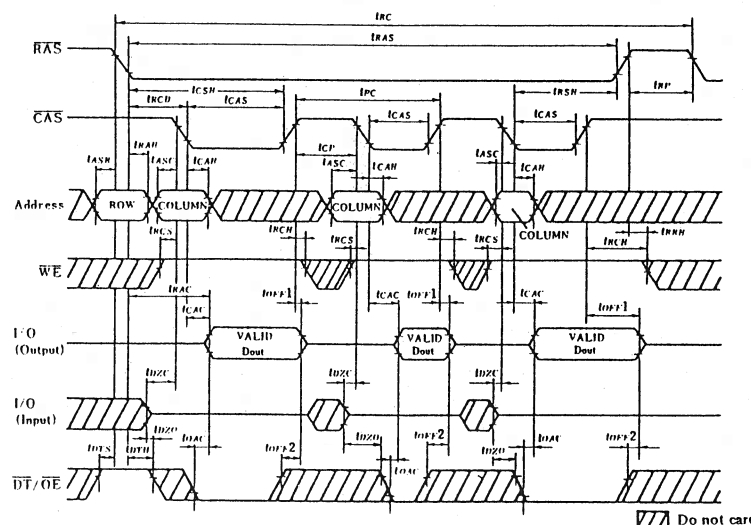 tRC
tRAS
RAS
tCSH
tRCD
tCAS
tPC
tRSH
tCAS
tRP
CAS
tCAS
tCP
tASR
tRAH
tASC
tCAH
tASC
tCAH
tASC
tCAH
Address
ROW
COLUMN
COLUMN
COLUMN
tRCS
tRCH
tRCS
tRCH
tRCS
tRCH
tRRH
WE
tRAC
tCAC
tOFF1
tCAC
tOFF1
tCAC
tOFF1
I/O
(Output)
VALID
Dout
VALID
Dout
VALID
Dout
tDZC
tDZC
tDZC
I/O
(Input)
tDZO
tOAC
tOFF2
tDZO
tOAC
tOFF2
tDZO
tOAC
tOFF2
tDTS
tDTH
DT/OE
Do not care